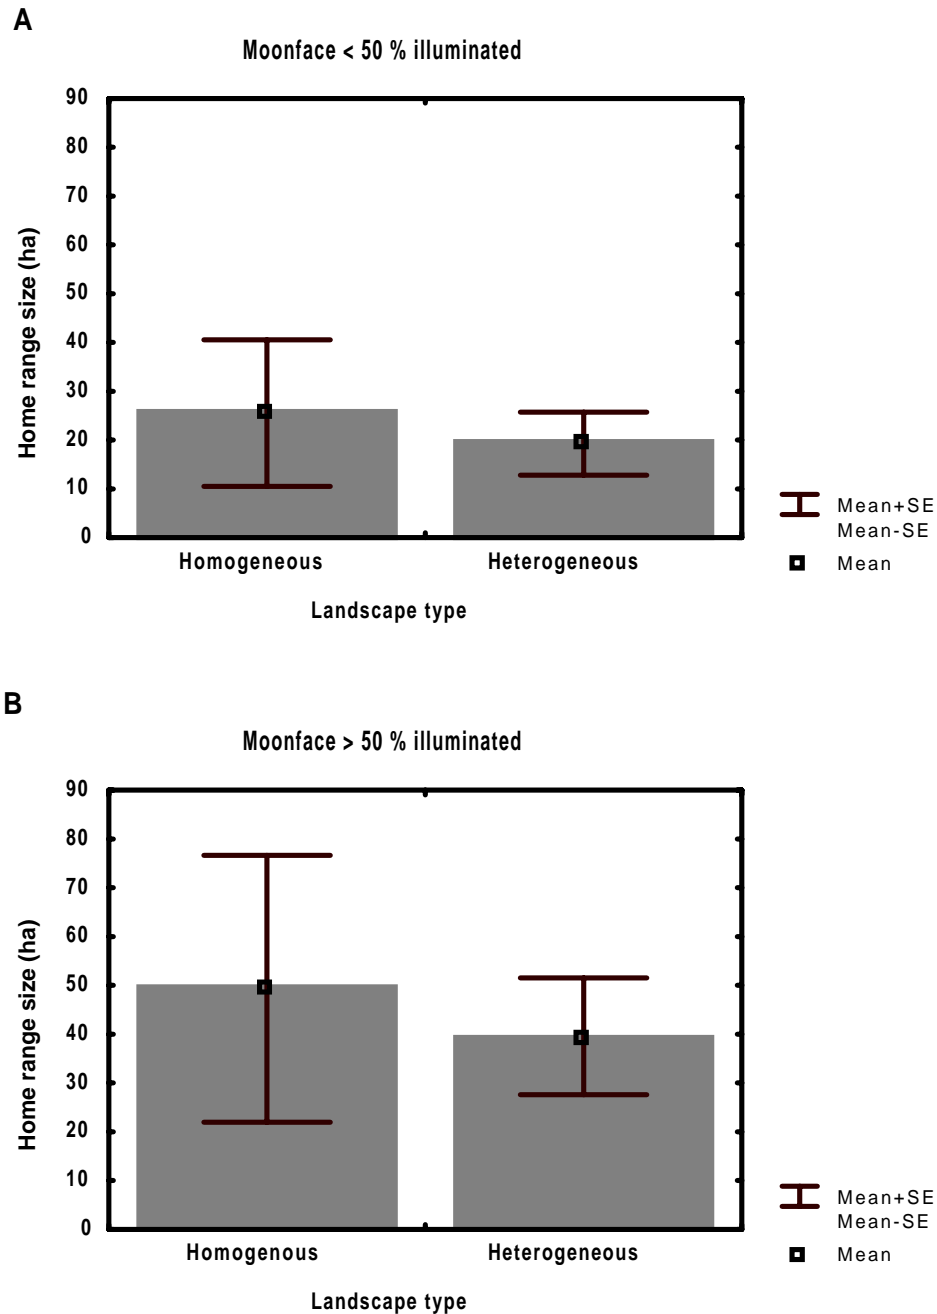 A
Moonface < 50 % illuminated
90
80
70
60
50
40
30
20
10
0
Home range size (ha)
Homogeneous Heterogeneous
Landscape type
Mean+SE
Mean-SE
Mean
B
Moonface > 50 % illuminated
90
80
70
60
50
40
30
20
10
0
Home range size (ha)
Homogenous Heterogeneous
Landscape type
Mean+SE
Mean-SE
Mean